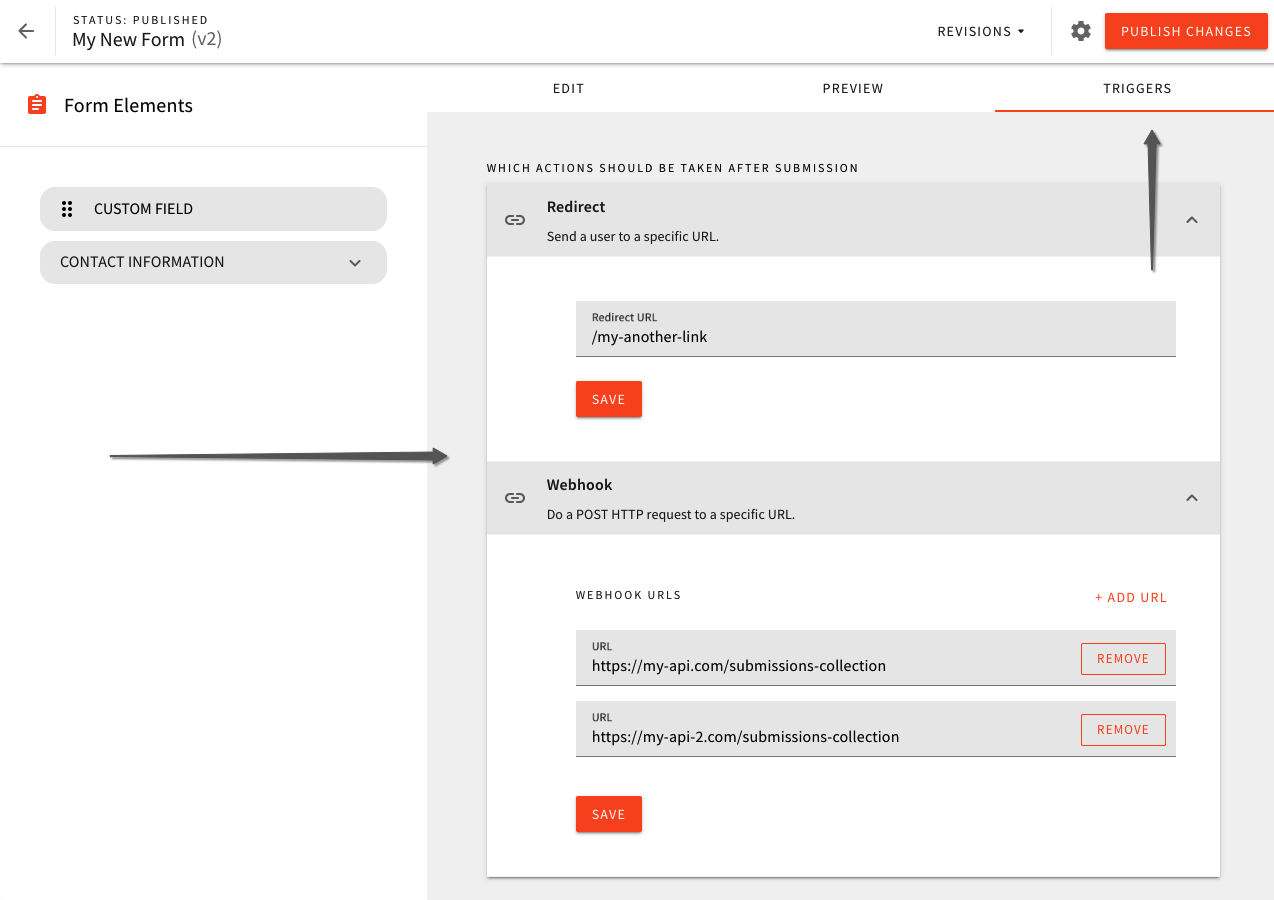 STATUS: PUBLISHED
My New Form (v2)
REVISIONS
PUBLISH CHANGES
Form Elements
EDIT
PREVIEW
TRIGGERS
CUSTOM FIELD
CONTACT INFORMATION
WHICH ACTIONS SHOULD BE TAKEN AFTER SUBMISSION
Redirect
Send a user to a specific URL.
Redirect URL
/my-another-link
SAVE
Webhook
Do a POST HTTP request to a specific URL.
WEBHOOK URLS
+ ADD URL
URL
https://my-api.com/submissions-collection
REMOVE
URL
https://my-api-2.com/submissions-collection
REMOVE
SAVE